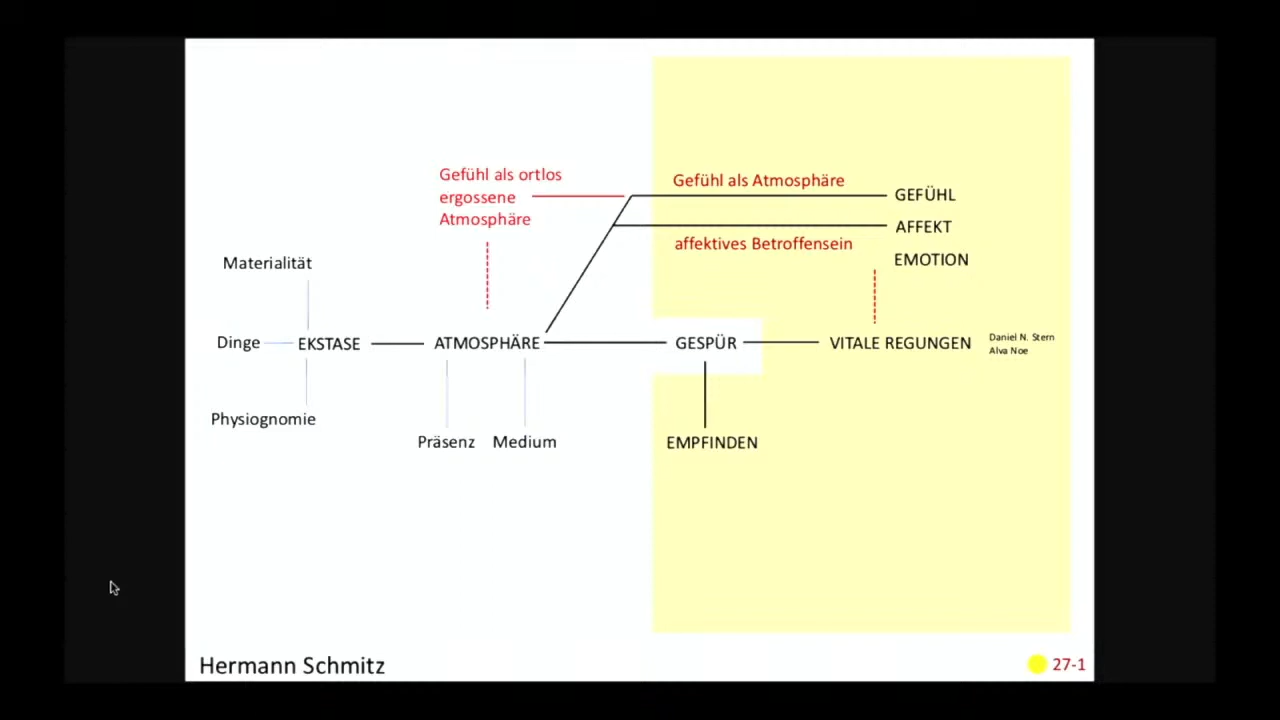 Gefühl als ortlos
ergossene
Atmosphäre
Gefühl als Atmosphäre
GEFÜHL
AFFEKT
affektives Betroffensein
EMOTION
Materialität
Dinge
EKSTASE
ATMOSPHÄRE
GESPÜR
VITALE REGUNGEN
Daniel N. Stern
Alva Noe
Physiognomie
Präsenz
Medium
EMPFINDEN
Hermann Schmitz
27-1